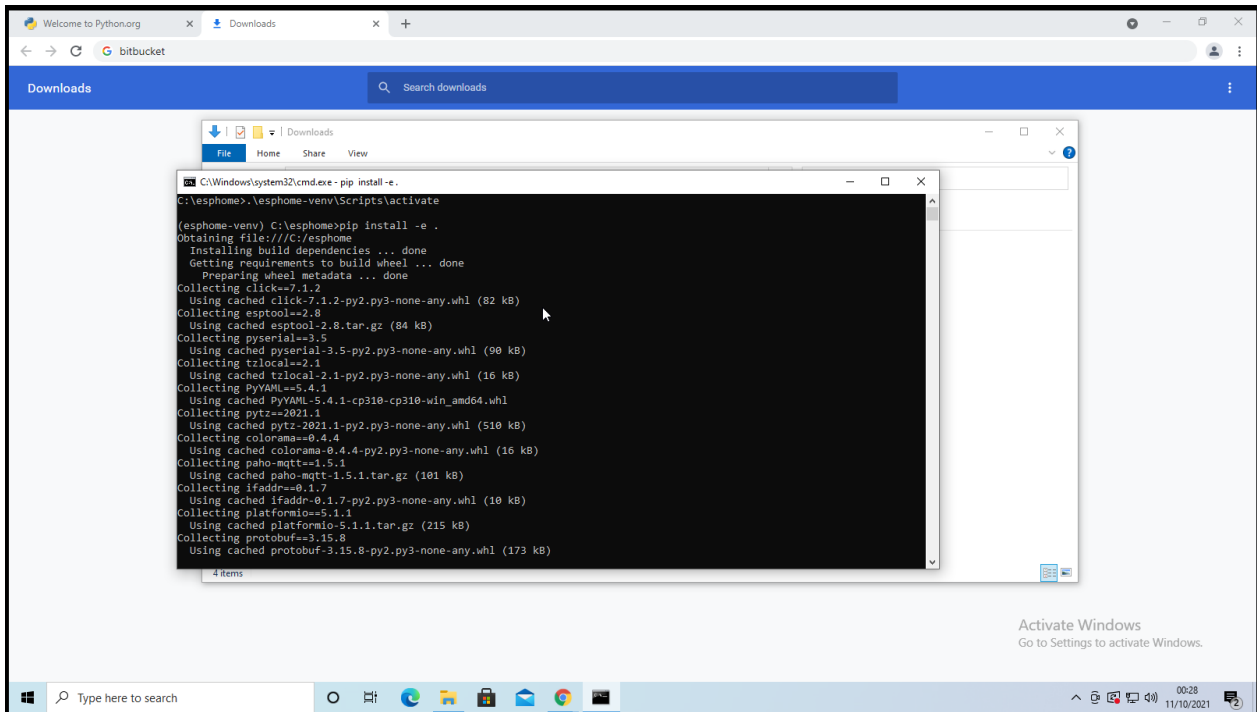 Welcome to Python.org
Downloads
bitbucket
Downloads
Search downloads
Downloads
File Home Share View
C:\Windows\system32\cmd.exe - pip install -e .
C:\esphome>.\esphome-venv\Scripts\activate
(esphome-venv) C:\esphome>pip install -e .
Obtaining file:///C:/esphome
Installing build dependencies ... done
Getting requirements to build wheel ... done
Preparing wheel metadata ... done
Collecting click==7.1.2
Using cached click-7.1.2-py2.py3-none-any.whl (82 kB)
Collecting esptool==2.8
Using cached esptool-2.8.tar.gz (84 kB)
Collecting pyserial==3.5
Using cached pyserial-3.5-py2.py3-none-any.whl (90 kB)
Collecting tzlocal==2.1
Using cached tzlocal-2.1-py2.py3-none-any.whl (16 kB)
Collecting PyYAML==5.4.1
Using cached PyYAML-5.4.1-cp310-cp310-win_amd64.whl
Collecting pytz==2021.1
Using cached pytz-2021.1-py2.py3-none-any.whl (510 kB)
Collecting colorama==0.4.4
Using cached colorama-0.4.4-py2.py3-none-any.whl (16 kB)
Collecting paho-mqtt==1.5.1
Using cached paho-mqtt-1.5.1.tar.gz (101 kB)
Collecting ifaddr==0.1.7
Using cached ifaddr-0.1.7-py2.py3-none-any.whl (10 kB)
Collecting platformio==5.1.1
Using cached platformio-5.1.1.tar.gz (215 kB)
Collecting protobuf==3.15.8
Using cached protobuf-3.15.8-py2.py3-none-any.whl (173 kB)
4 items
Activate Windows
Go to Settings to activate Windows.
Type here to search
00:28
11/10/2021
2